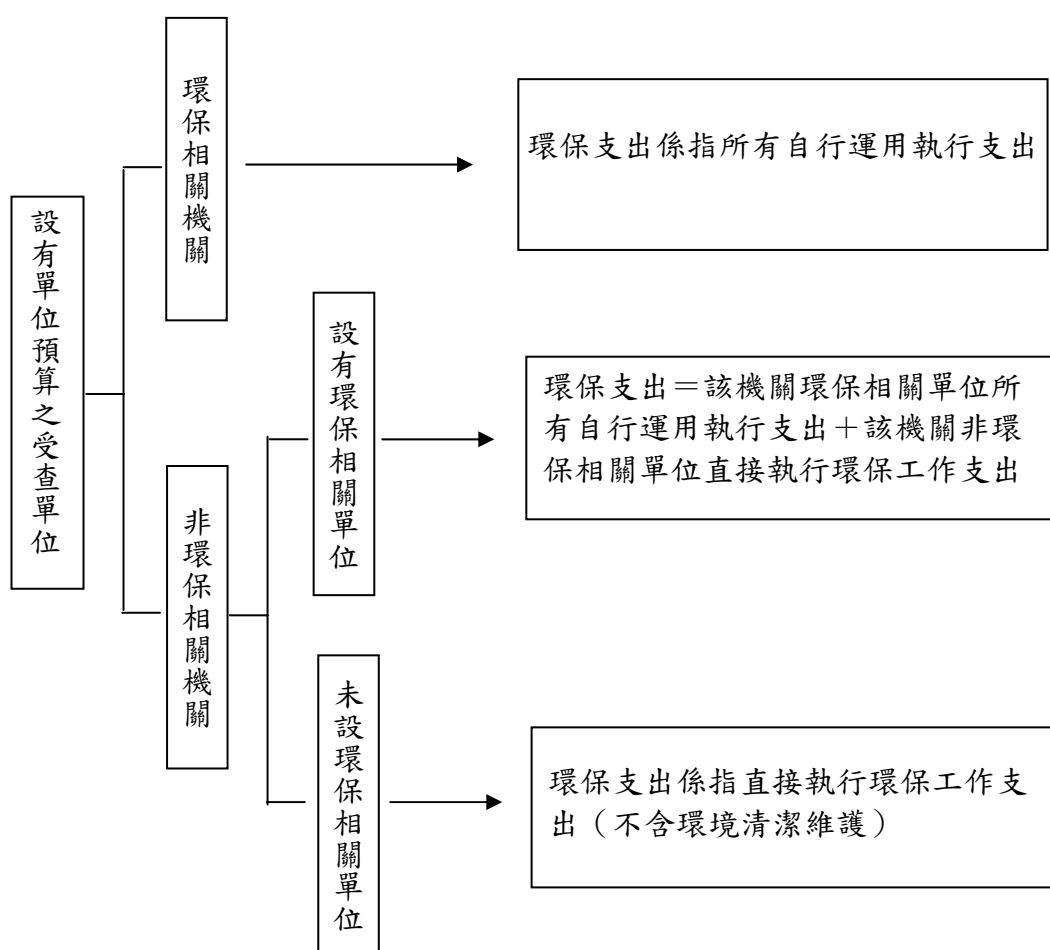 設有單位預算之受查單位
環保相關機關
環保支出係指所有自行運用執行支出
非環保相關機關
設有環保相關單位
環保支出＝該機關環保相關單位所
有自行運用執行支出＋該機關非環
保相關單位直接執行環保工作支出
未設環保相關單位
環保支出係指直接執行環保工作支
出（不含環境清潔維護）